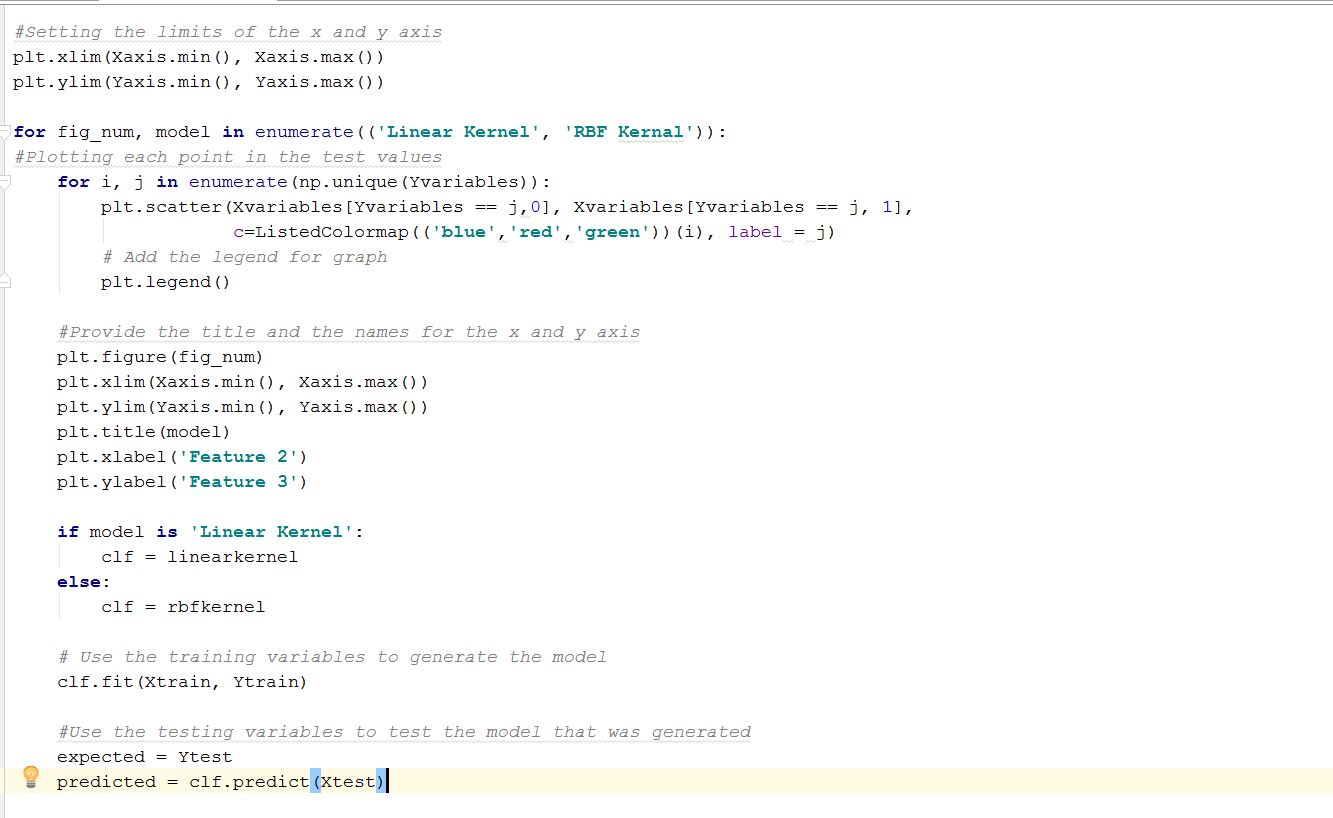 #Setting the limits of the x and y axis
plt.xlim(Xaxis.min(), Xaxis.max())
plt.ylim(Yaxis.min(), Yaxis.max())
for fig_num, model in enumerate(('Linear Kernel', 'RBF Kernal')):
#Plotting each point in the test values
for i, j in enumerate(np.unique(Yvariables)):
plt.scatter(Xvariables[Yvariables == j,0], Xvariables[Yvariables == j, 1],
c=ListedColormap(('blue','red','green'))(i), label = j)
# Add the legend for graph
plt.legend()
#Provide the title and the names for the x and y axis
plt.figure(fig_num)
plt.xlim(Xaxis.min(), Xaxis.max())
plt.ylim(Yaxis.min(), Yaxis.max())
plt.title(model)
plt.xlabel('Feature 2')
plt.ylabel('Feature 3')
if model is 'Linear Kernel':
clf = linearkernel
else:
clf = rbfkernel
# Use the training variables to generate the model
clf.fit(Xtrain, Ytrain)
#Use the testing variables to test the model that was generated
expected = Ytest
predicted = clf.predict(Xtest)